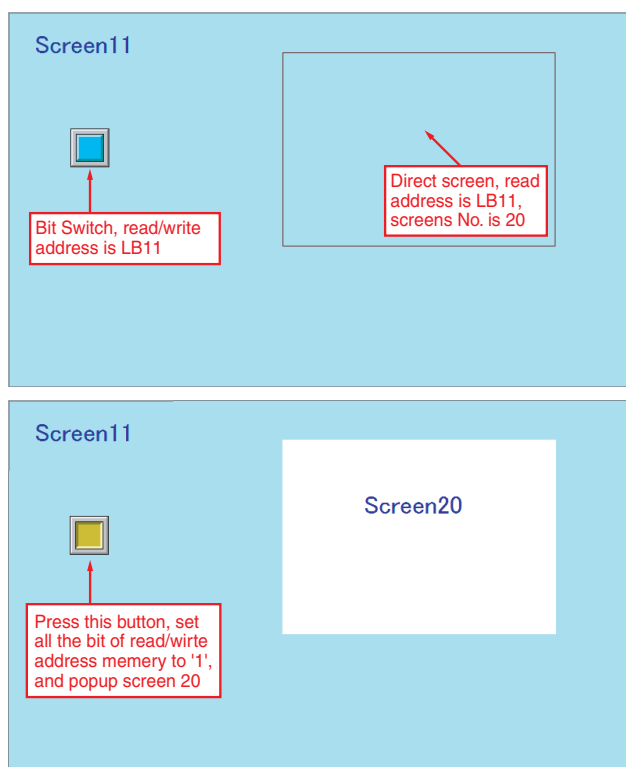 Screen11
Direct screen, read
address is LB11,
screens No. is 20
Bit Switch, read/write
address is LB11
Screen11
Screen20
Press this button, set
all the bit of read/wirte
address memery to '1',
and popup screen 20